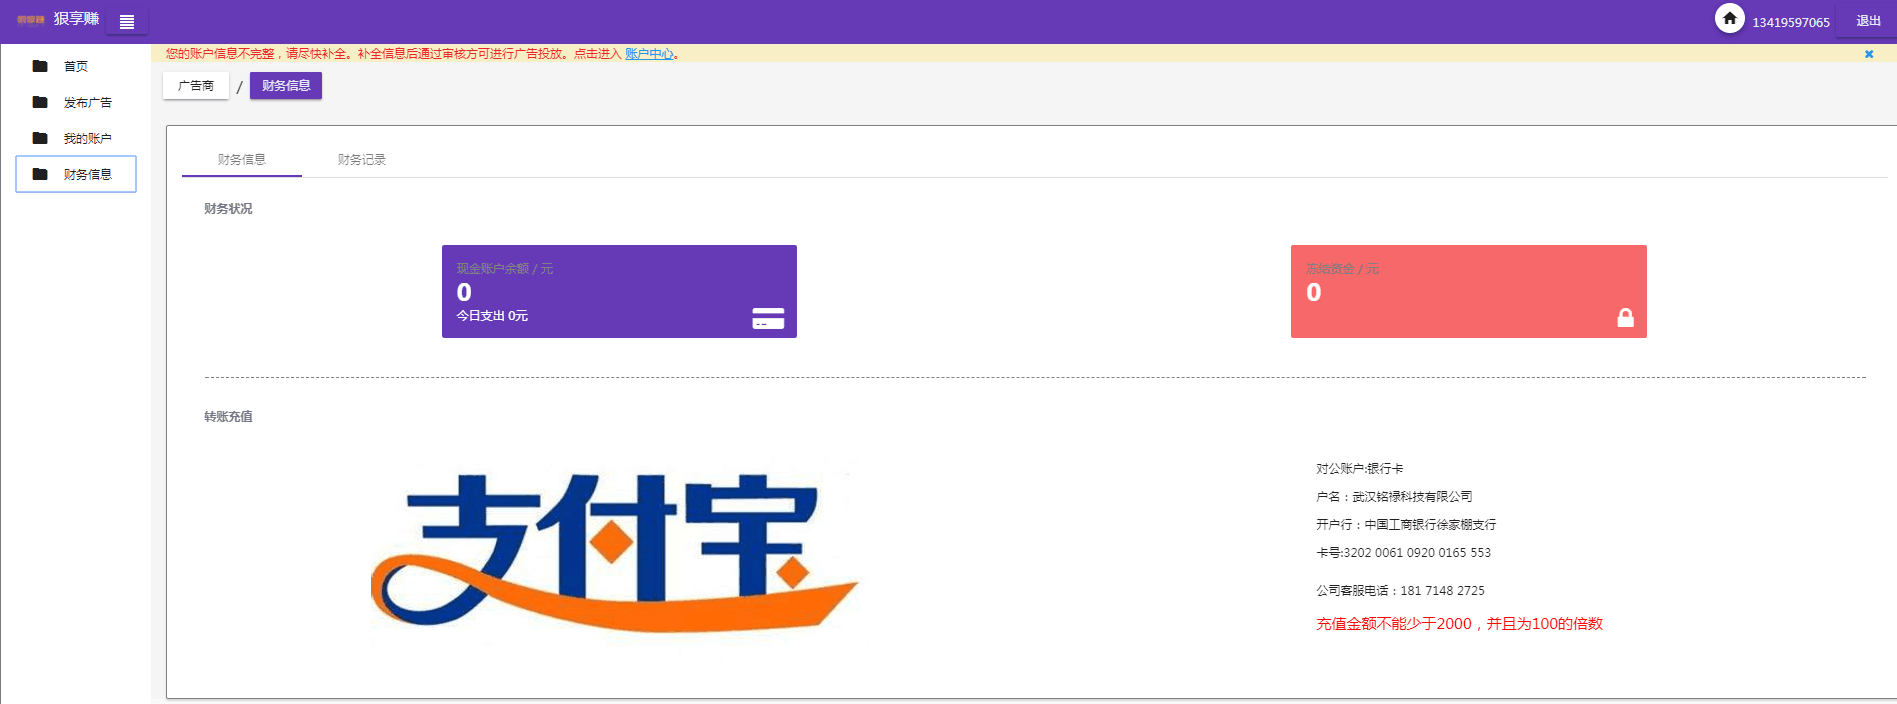 狠享赚
13419597065
退出
首页
发布广告
我的账户
财务信息
您的账户信息不完整，请尽快补全。补全信息后通过审核方可进行广告投放。点击进入 账户中心。
广告商 / 财务信息
财务信息
财务记录
财务状况
现金账户余额 / 元
0
今日支出 0元
冻结资金 / 元
0
转账充值
支付宝
对公账户:银行卡
户名：武汉铭禄科技有限公司
开户行：中国工商银行徐家棚支行
卡号:3202 0061 0920 0165 553
公司客服电话：181 7148 2725
充值金额不能少于2000，并且为100的倍数